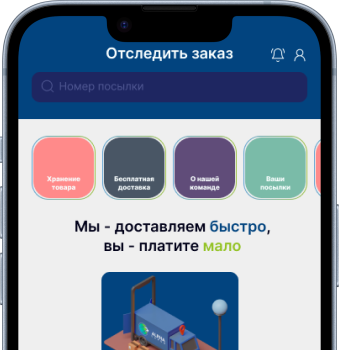 Отследить заказ
Номер посылки
Хранение
товара
Бесплатная
доставка
О нашей
команде
Ваши
посылки
Мы - доставляем быстро,
вы - платите мало